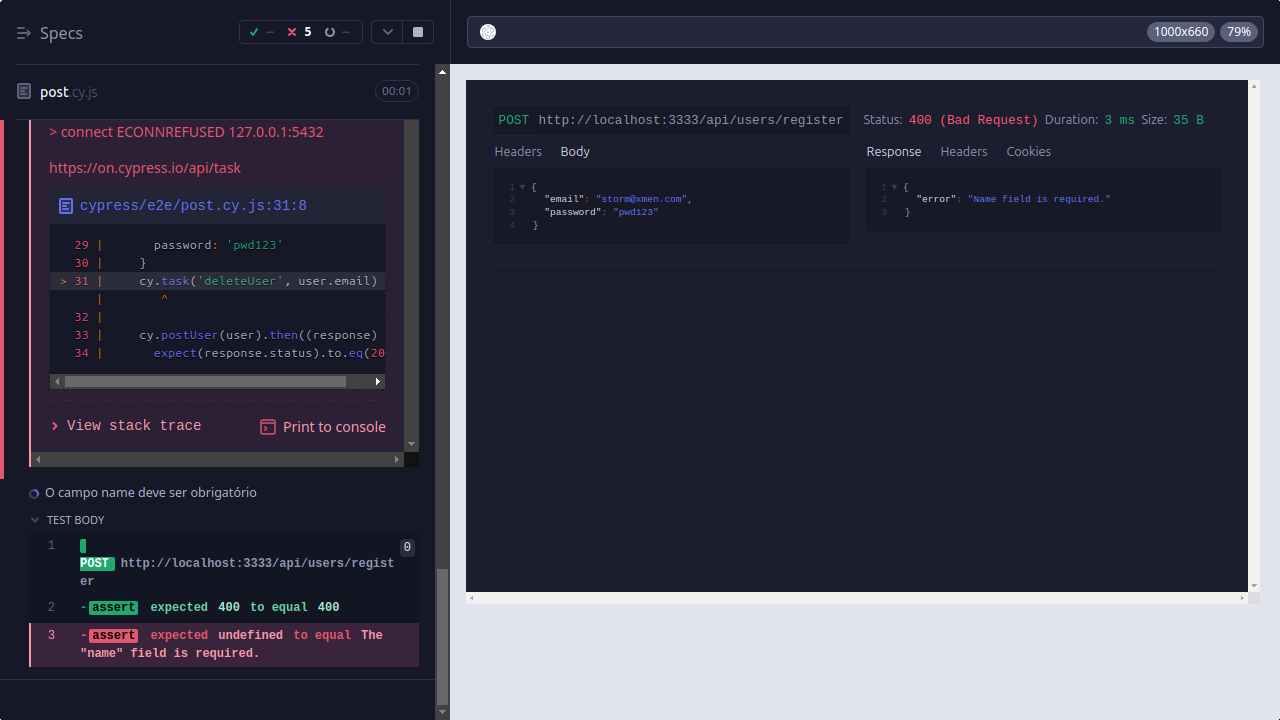 Specs
-- 5 --
post.cy.js 00:01
> connect ECONNREFUSED 127.0.0.1:5432
https://on.cypress.io/api/task
cypress/e2e/post.cy.js:31:8
29 | password: 'pwd123'
30 | }
> 31 | cy.task('deleteUser', user.email)
| ^
32 |
33 | cy.postUser(user).then((response)
34 | expect(response.status).to.eq(20
View stack trace Print to console
O campo name deve ser obrigatório
TEST BODY
1 0
POST http://localhost:3333/api/users/regist
er
2 -assert expected 400 to equal 400
3 -assert expected undefined to equal The
"name" field is required.
1000x660 79%
POST http://localhost:3333/api/users/register
Status: 400 (Bad Request) Duration: 3 ms Size: 35 B
Headers Body
1 {
2 "email": "storm@xmen.com",
3 "password": "pwd123"
4 }
Response Headers Cookies
1 {
2 "error": "Name field is required."
3 }